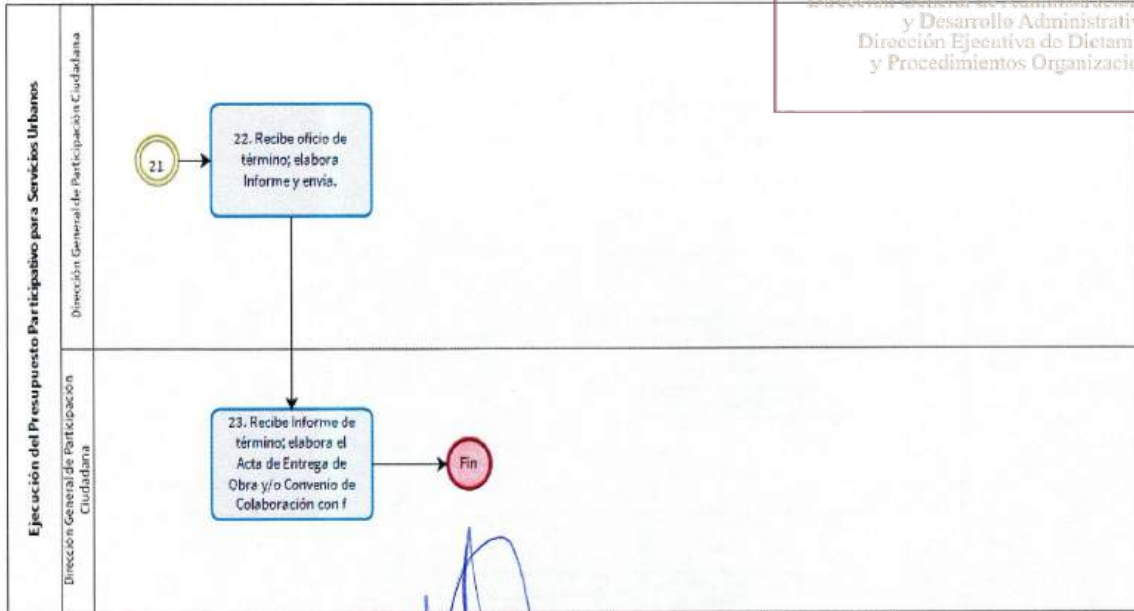 y Desarrollo Administrativ
Dirección Ejecutiva de Dictam
y Procedimientos Organizacio
Ejecución del Presupuesto Participativo para Servicios Urbanos
Dirección General de Participación Ciudadana
21
22. Recibe oficio de
término; elabora
Informe y envía.
Dirección General de Participación
Ciudadana
23. Recibe Informe de
término; elabora el
Acta de Entrega de
Obra y/o Convenio de
Colaboración con f
Fin